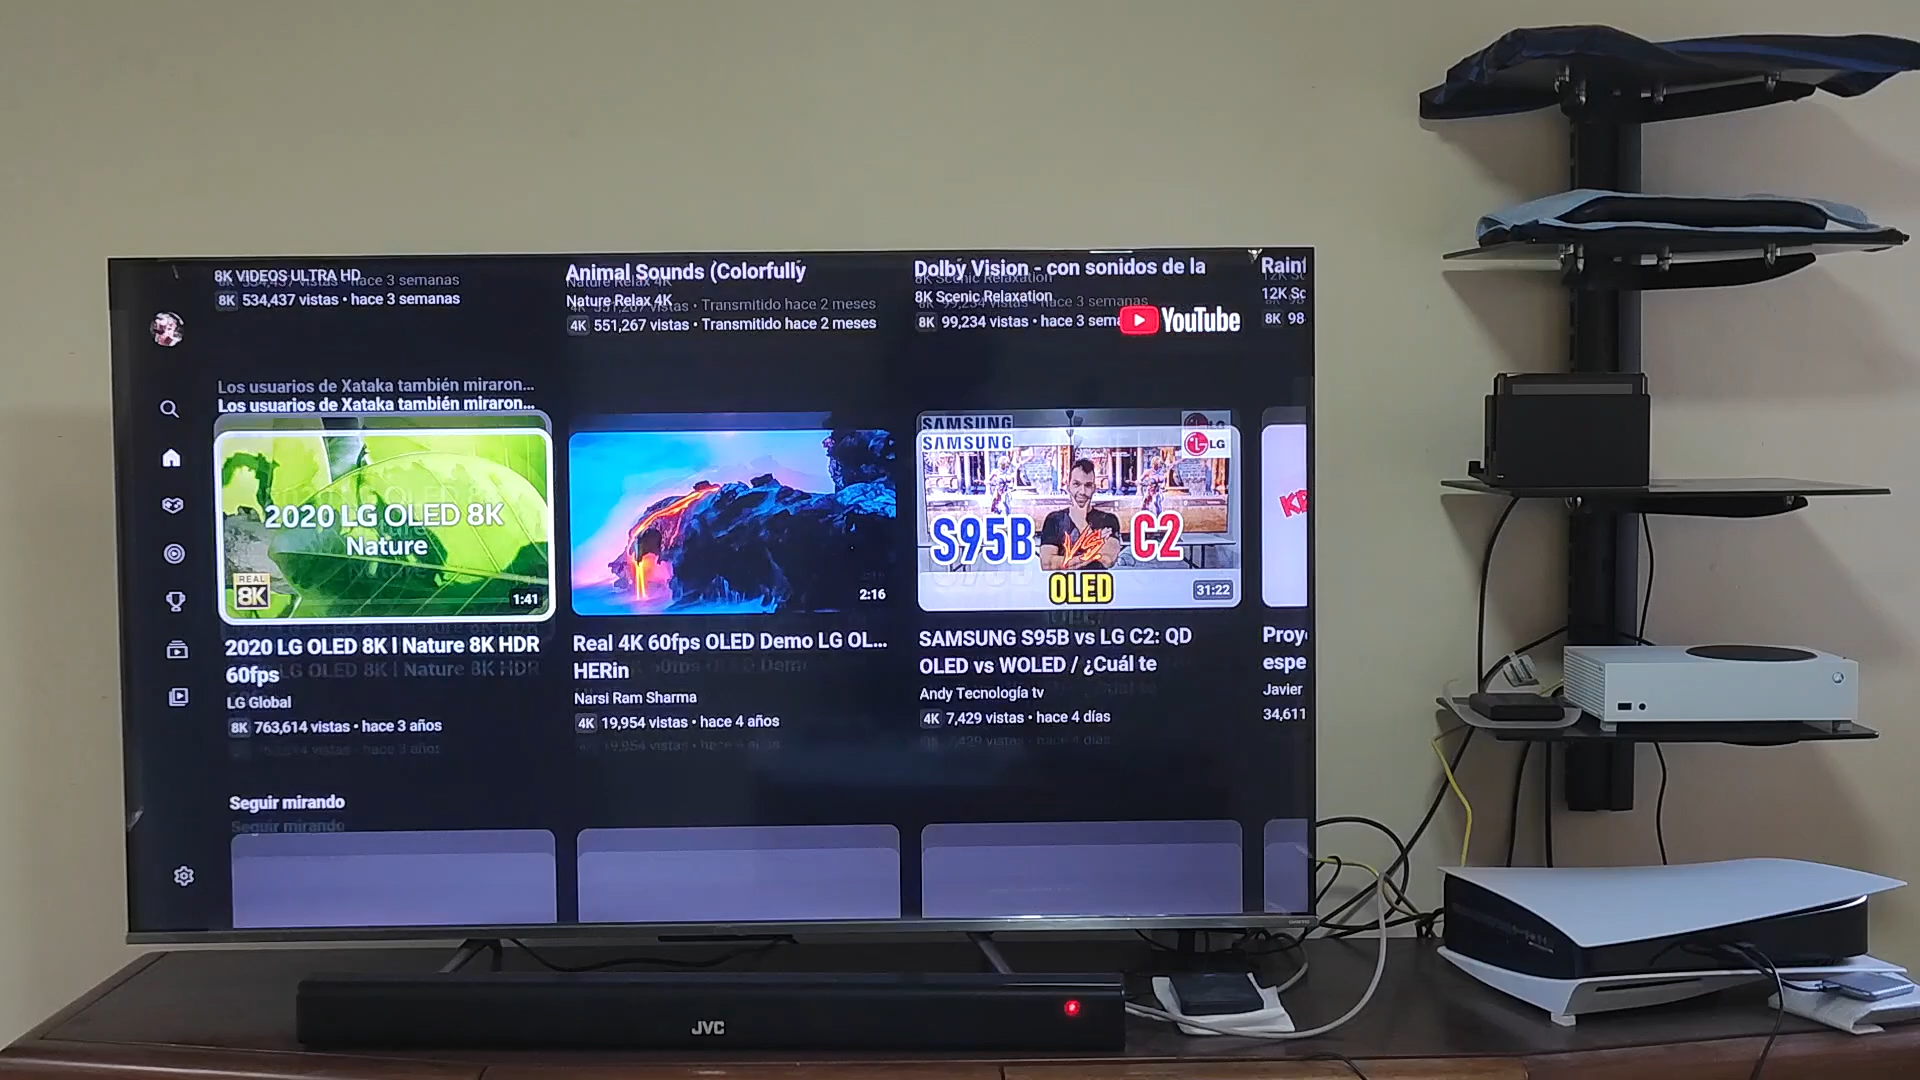 8K VIDEOS ULTRA HD
8K 534,437 vistas • hace 3 semanas
Animal Sounds (Colorfully
Nature Relax 4K
4K 551,267 vistas • Transmitido hace 2 meses
Dolby Vision - con sonidos de la
8K Scenic Relaxation
8K 99,234 vistas • hace 3 sema
YouTube
12K Sc
8K 98
Los usuarios de Xataka también miraron...
2020 LG OLED 8K
Nature
REAL
8K
1:41
2020 LG OLED 8K l Nature 8K HDR
60fps
LG Global
8K 763,614 vistas • hace 3 años
2:16
Real 4K 60fps OLED Demo LG OL...
HERin
Narsi Ram Sharma
4K 19,954 vistas • hace 4 años
SAMSUNG
LG
S95B VS C2
OLED
31:22
SAMSUNG S95B vs LG C2: QD
OLED vs WOLED / ¿Cuál te
Andy Tecnología tv
4K 7,429 vistas • hace 4 días
Proy
espe
Javier
34,611
Seguir mirando
JVC